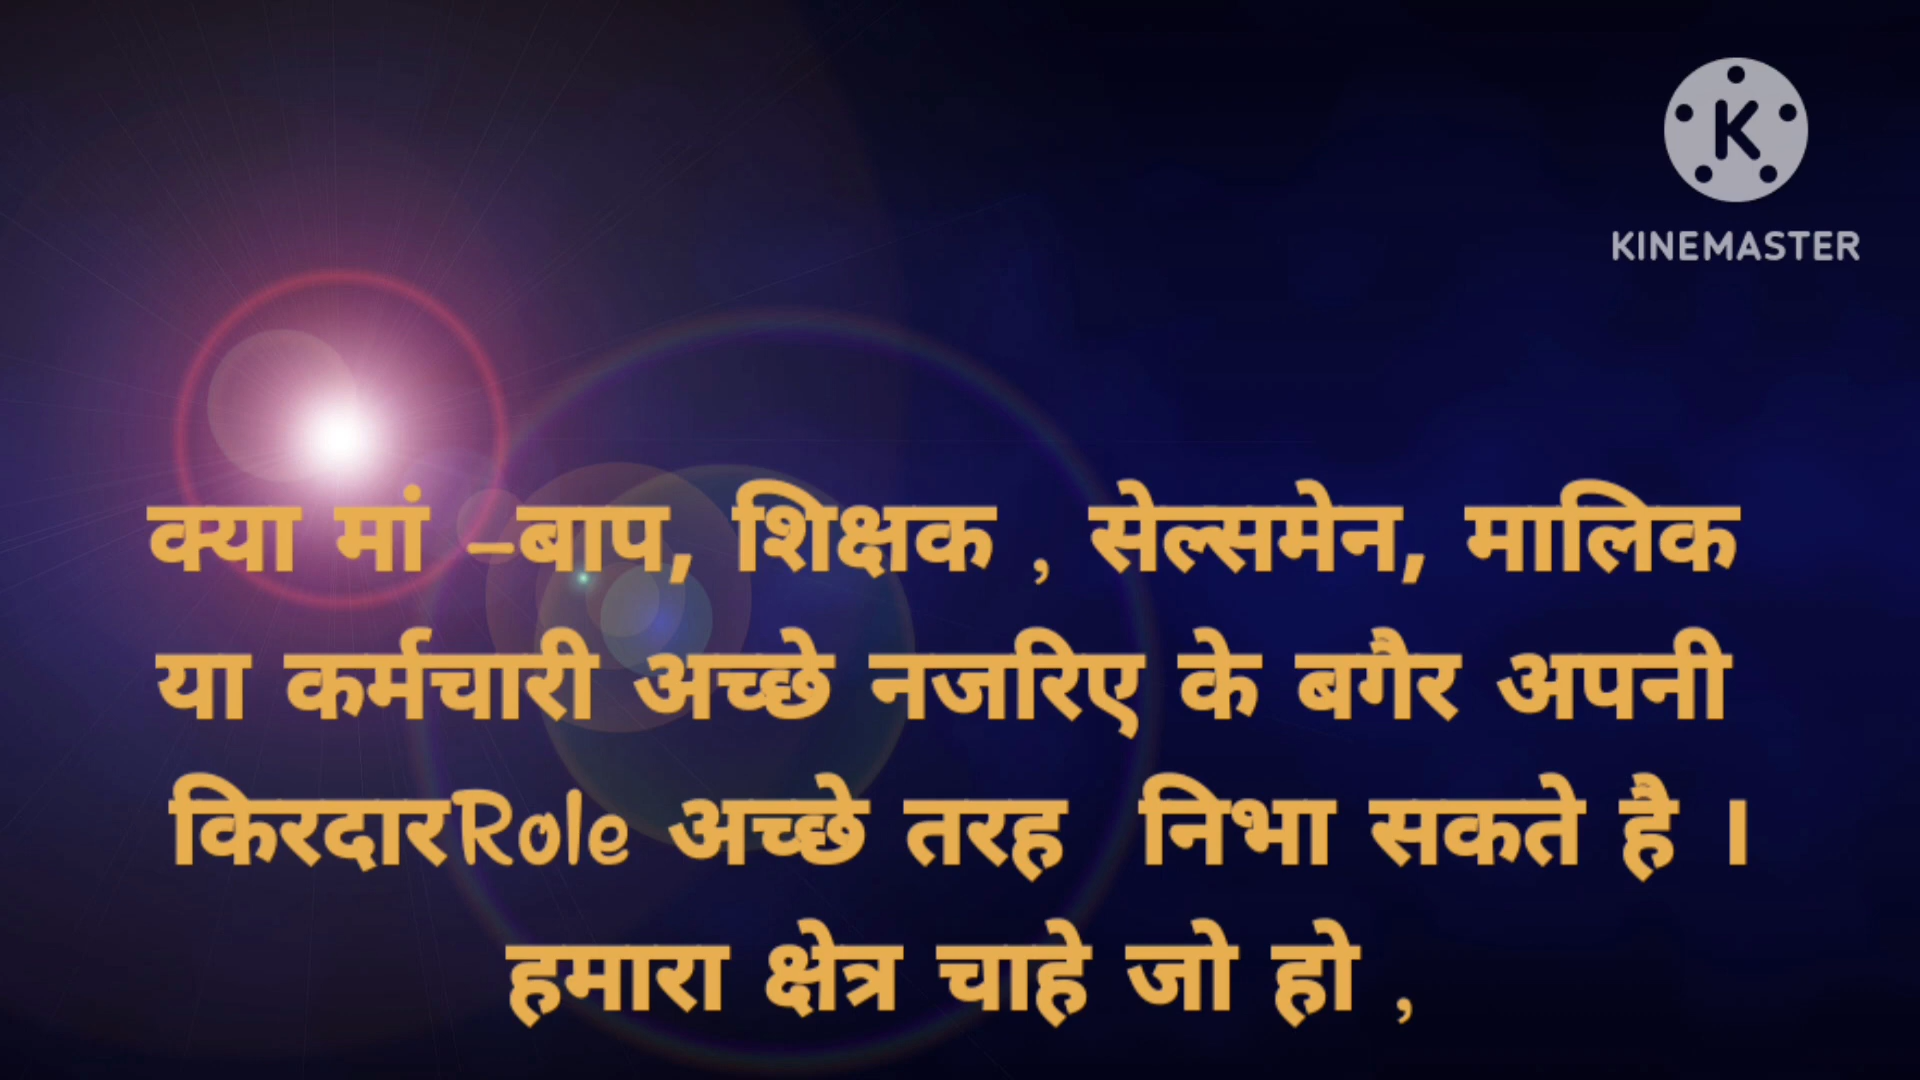 KINEMASTER
क्या मां –बाप, शिक्षक , सेल्समेन, मालिक
या कर्मचारी अच्छे नजरिए के बगैर अपनी
किरदारRole अच्छे तरह निभा सकते है ।
हमारा क्षेत्र चाहे जो हो ,